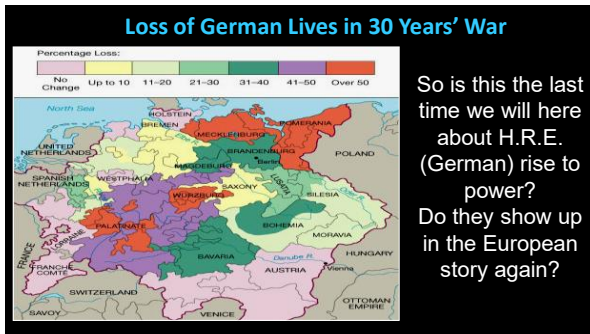 Loss of German Lives in 30 Years’ War
Percentage Loss:
No Change
Up to 10
11–20
21–30
31–40
41–50
Over 50
North Sea
HOLSTEIN
BREMEN
MECKLENBURG
POMERANIA
UNITED
NETHERLANDS
BRANDENBURG
Berlin
POLAND
MAGDEBURG
SPANISH
NETHERLANDS
WESTPHALIA
SAXONY
LUSATIA
WÜRZBURG
SILESIA
Oder R.
PALATINATE
BOHEMIA
MORAVIA
LORRAINE
FRANCE
FRANCHE
COMTÉ
BAVARIA
Danube R.
HUNGARY
AUSTRIA
Vienna
SWITZERLAND
OTTOMAN
EMPIRE
SAVOY
VENICE
So is this the last
time we will here
about H.R.E.
(German) rise to
power?
Do they show up
in the European
story again?